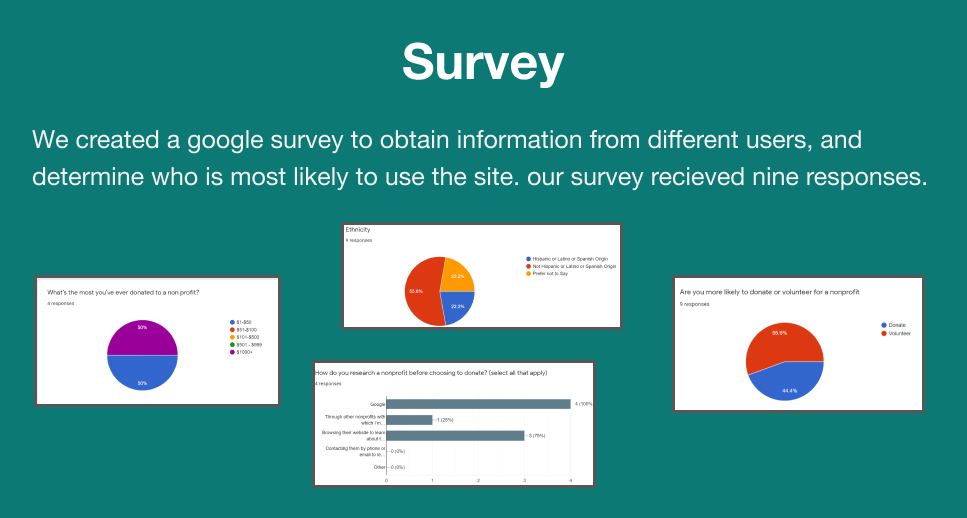 Survey
We created a google survey to obtain information from different users, and
determine who is most likely to use the site. our survey recieved nine responses.
Ethnicity
9 responses
55.6%
22.2%
22.2%
Hispanic or Latino or Spanish Origin
Not Hispanic or Latino or Spanish Origin
Prefer not to Say
What's the most you've ever donated to a non profit?
4 responses
50%
50%
$1-$50
$51-$100
$101-$500
$501 - $999
$1000+
Are you more likely to donate or volunteer for a nonprofit
9 responses
55.6%
44.4%
Donate
Volunteer
How do you research a nonprofit before choosing to donate? (select all that apply)
4 responses
Google
4 (100%
Through other nonprofits with
which I'm...
1 (25%)
Browsing their website to learn
about t...
3 (75%)
Contacting them by phone or
email to re...
0 (0%)
Other
0 (0%)
0 1 2 3 4